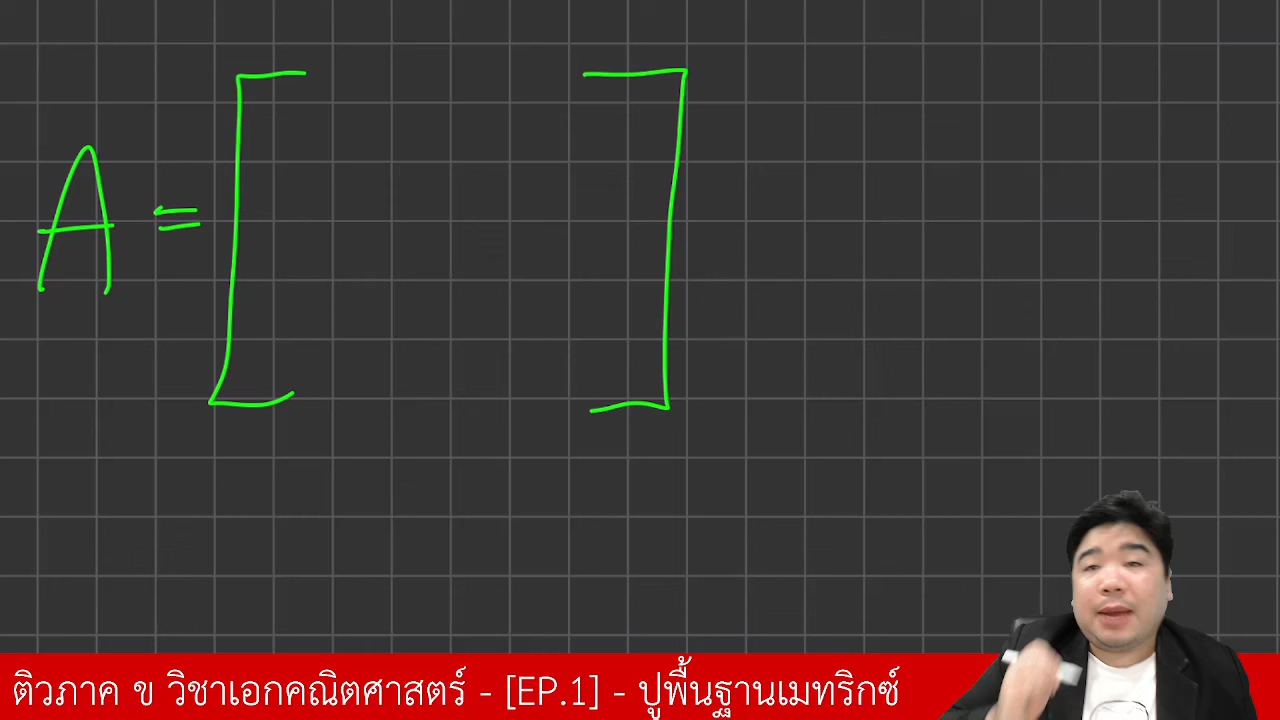 A = [ ]
ติวภาค ข วิชาเอกคณิตศาสตร์ - [EP.1] - ปูพื้นฐานเมทริกซ์